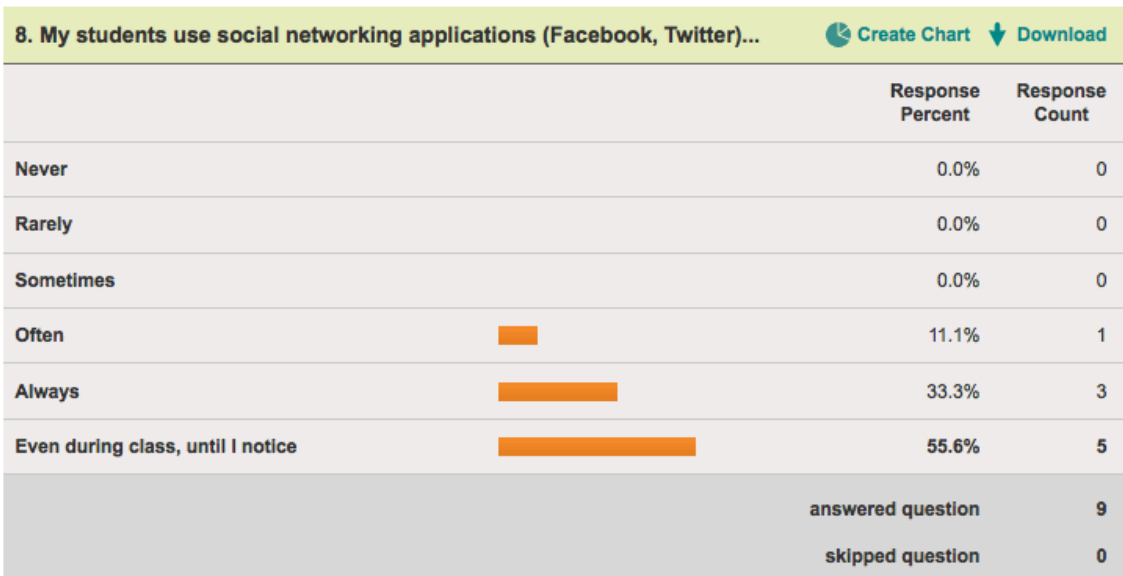 8. My students use social networking applications (Facebook, Twitter)... Create Chart Download
Response Percent Response Count
Never 0.0% 0
Rarely 0.0% 0
Sometimes 0.0% 0
Often 11.1% 1
Always 33.3% 3
Even during class, until I notice 55.6% 5
answered question 9
skipped question 0